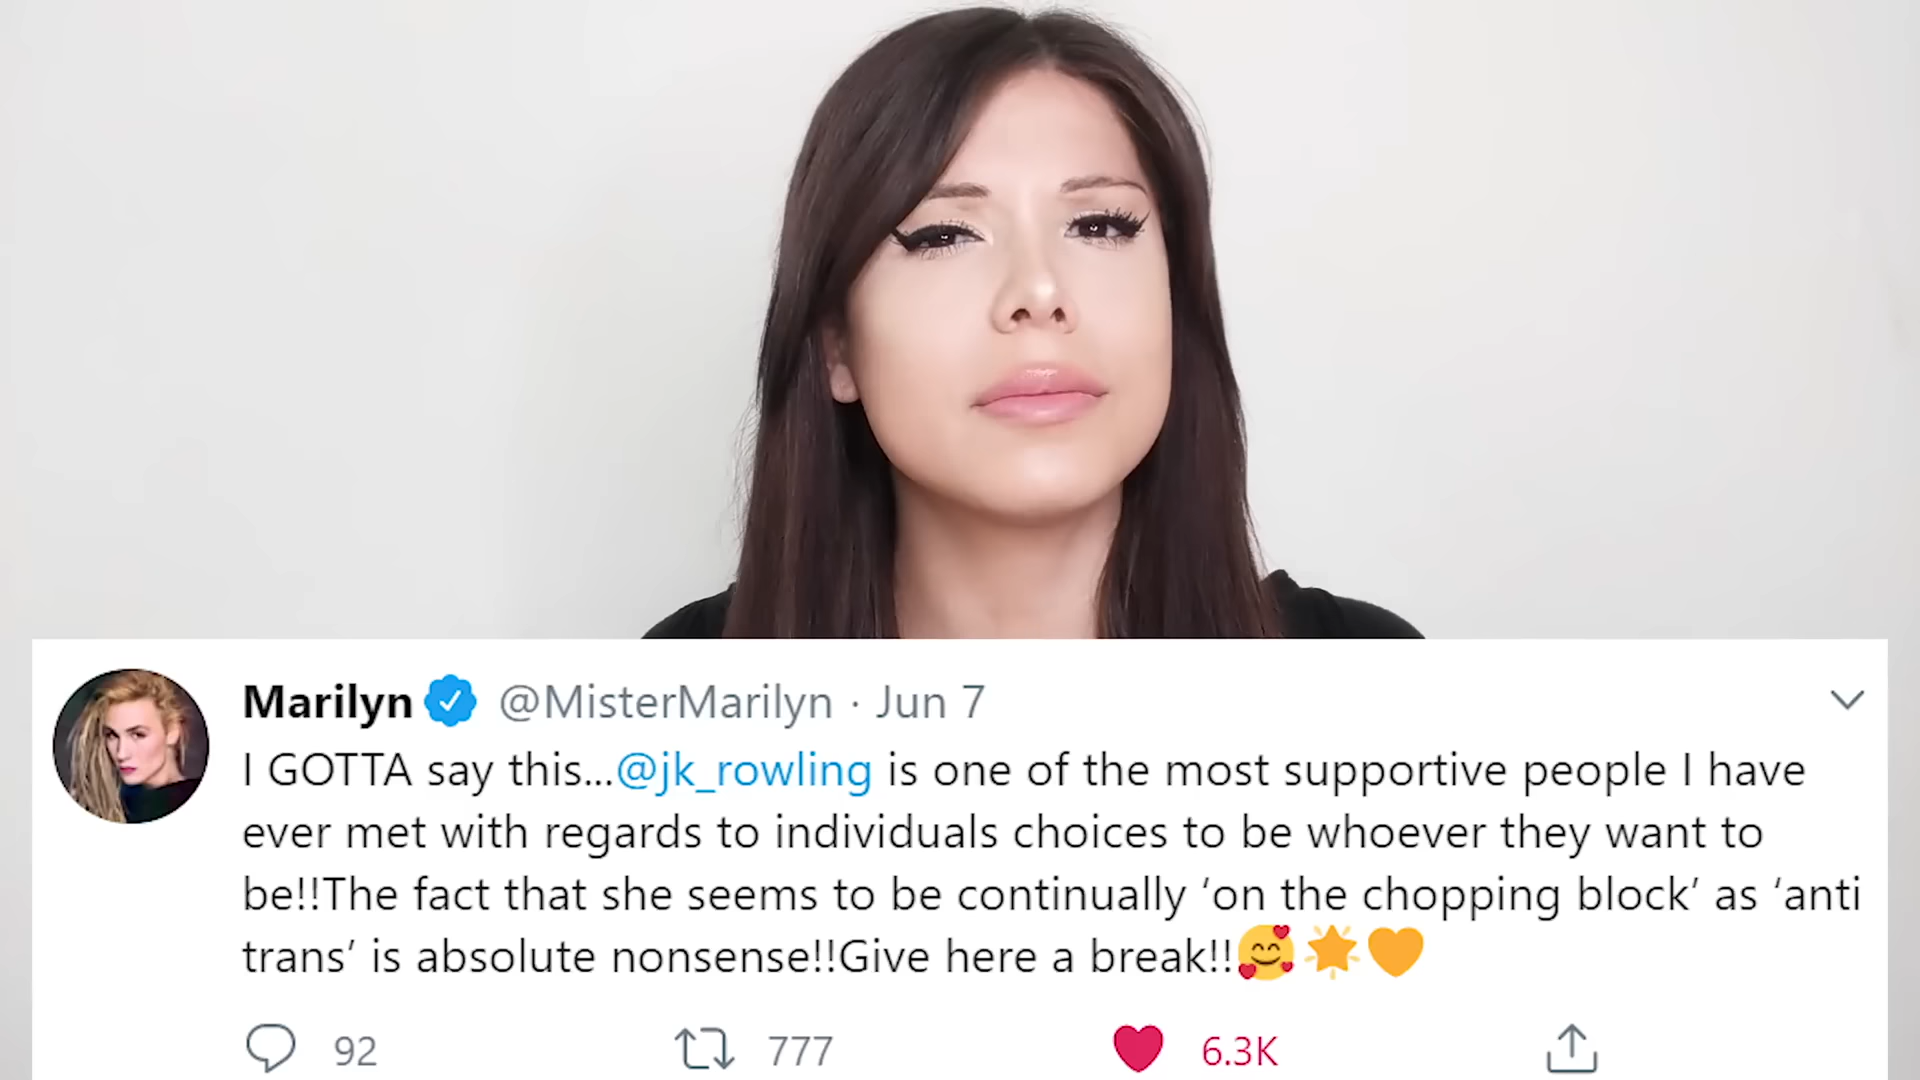 Marilyn @MisterMarilyn · Jun 7
I GOTTA say this...@jk_rowling is one of the most supportive people I have
ever met with regards to individuals choices to be whoever they want to
be!!The fact that she seems to be continually ‘on the chopping block’ as ‘anti
trans’ is absolute nonsense!!Give here a break!!🥰🌟🧡
92 777 6.3K